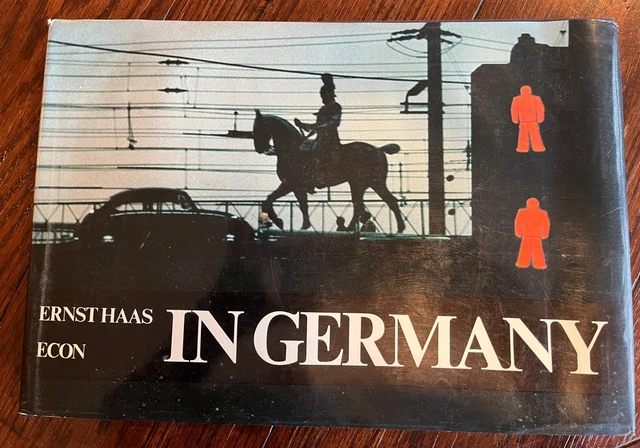 ERNST HAAS
ECON
IN GERMANY